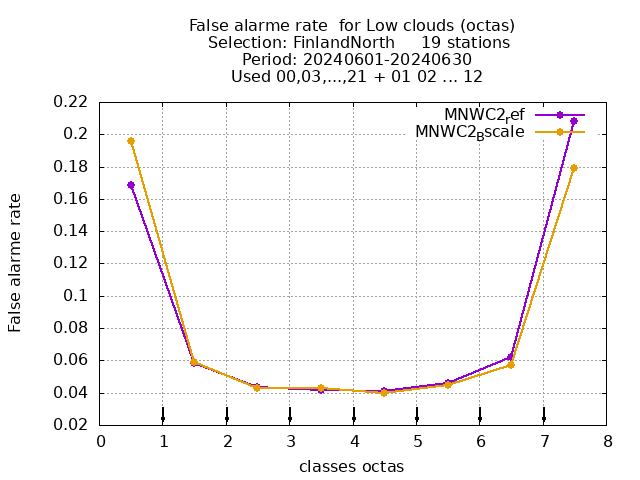 False alarme rate  for Low clouds (octas)
Selection: FinlandNorth     19 stations
Period: 20240601-20240630
Used 00,03,...,21 + 01 02 ... 12
MNWC2ref
MNWC2Bscale
False alarme rate
0.22
0.2
0.18
0.16
0.14
0.12
0.1
0.08
0.06
0.04
0.02
0 1 2 3 4 5 6 7 8
classes octas